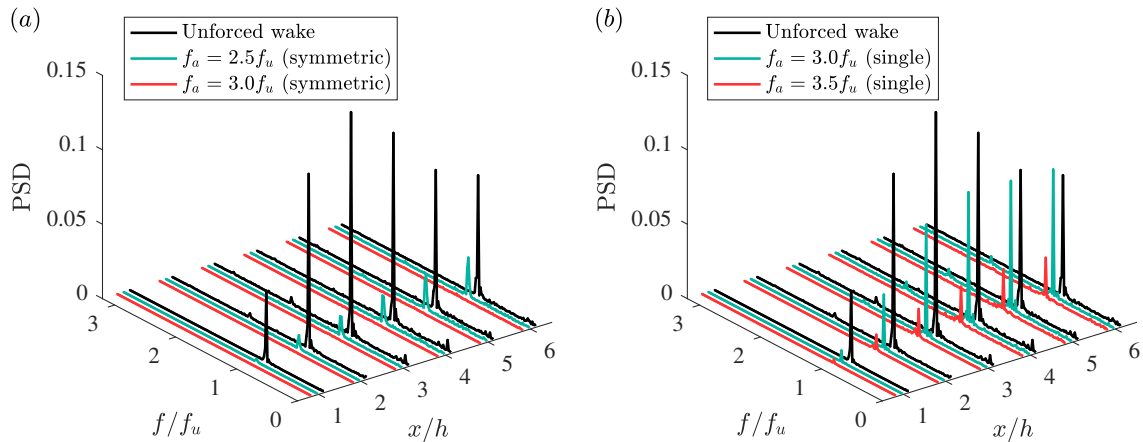 (a)
Unforced wake
f_a = 2.5f_u (symmetric)
f_a = 3.0f_u (symmetric)
0.15
0.1
0.05
0
PSD
3
2
1
0
f/f_u
1
2
3
4
5
6
x/h
(b)
Unforced wake
f_a = 3.0f_u (single)
f_a = 3.5f_u (single)
0.15
0.1
0.05
0
PSD
3
2
1
0
f/f_u
1
2
3
4
5
6
x/h